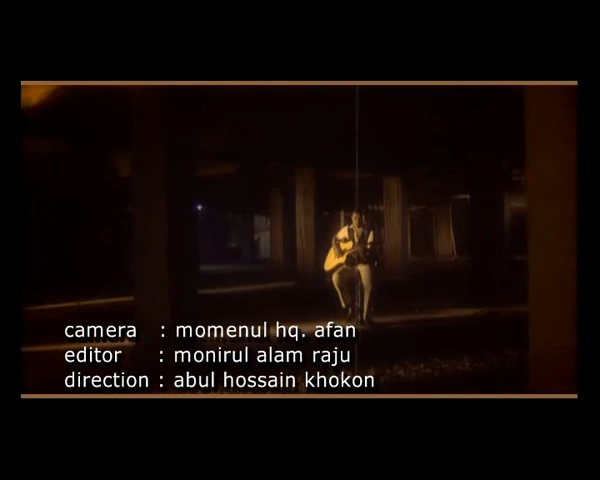 camera : momenul hq. afan
editor : monirul alam raju
direction : abul hossain khokon